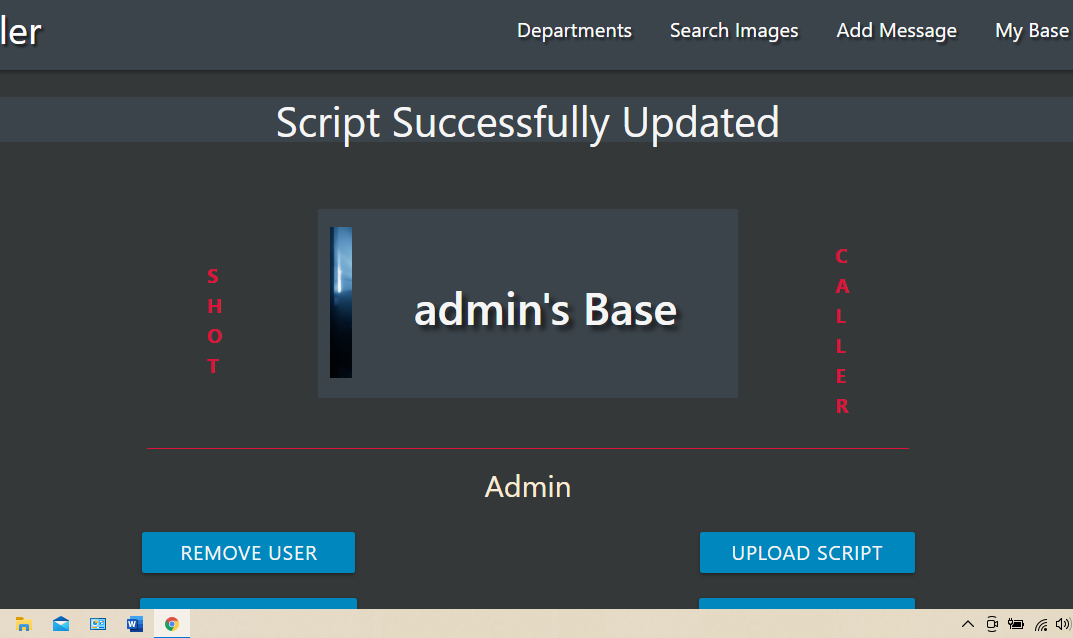 ler
Departments
Search Images
Add Message
My Base
Script Successfully Updated
S
H
O
T
admin's Base
C
A
L
L
E
R
Admin
REMOVE USER
UPLOAD SCRIPT